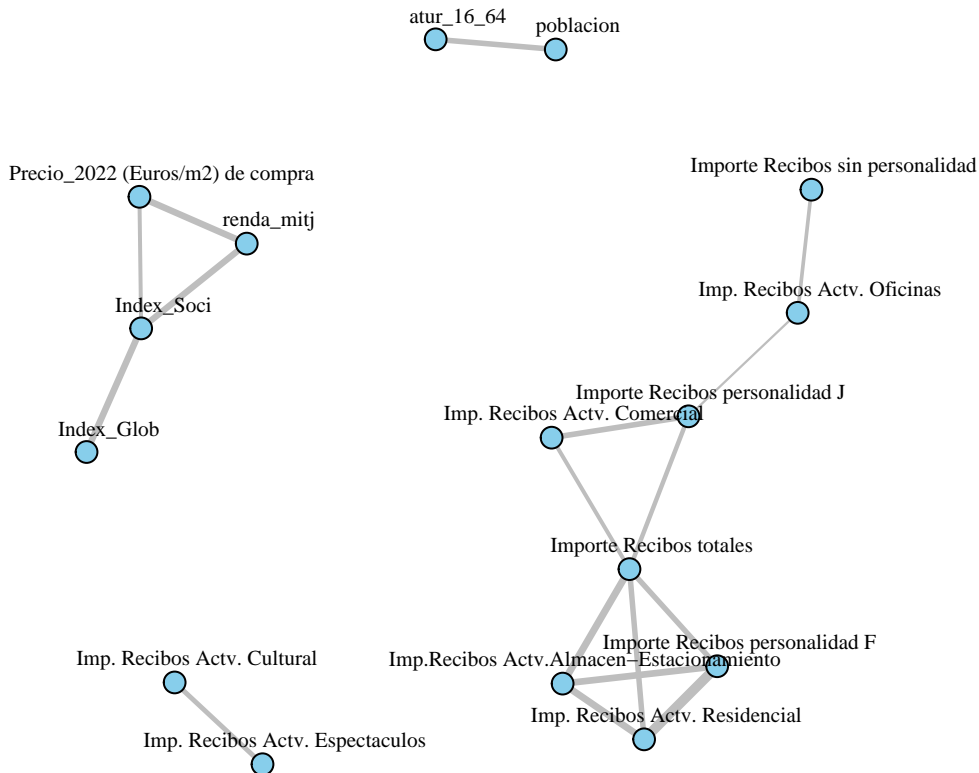 atur_16_64
poblacion
Precio_2022 (Euros/m2) de compra
Importe Recibos sin personalidad
renda_mitj
Imp. Recibos Actv. Oficinas
Index_Soci
Importe Recibos personalidad J
Imp. Recibos Actv. Comercial
Index_Glob
Importe Recibos totales
Importe Recibos personalidad F
Imp. Recibos Actv. Cultural
Imp.Recibos Actv.Almacen−Estacionamiento
Imp. Recibos Actv. Residencial
Imp. Recibos Actv. Espectaculos